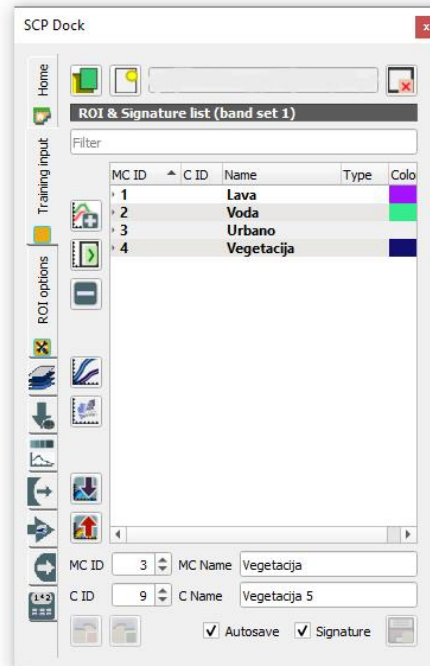 SCP Dock
x
Home
Training input
ROI options
ROI & Signature list (band set 1)
Filter
MC ID C ID Name Type Colo
1 Lava
2 Voda
3 Urbano
4 Vegetacija
MC ID 3 MC Name Vegetacija
C ID 9 C Name Vegetacija 5
Autosave Signature